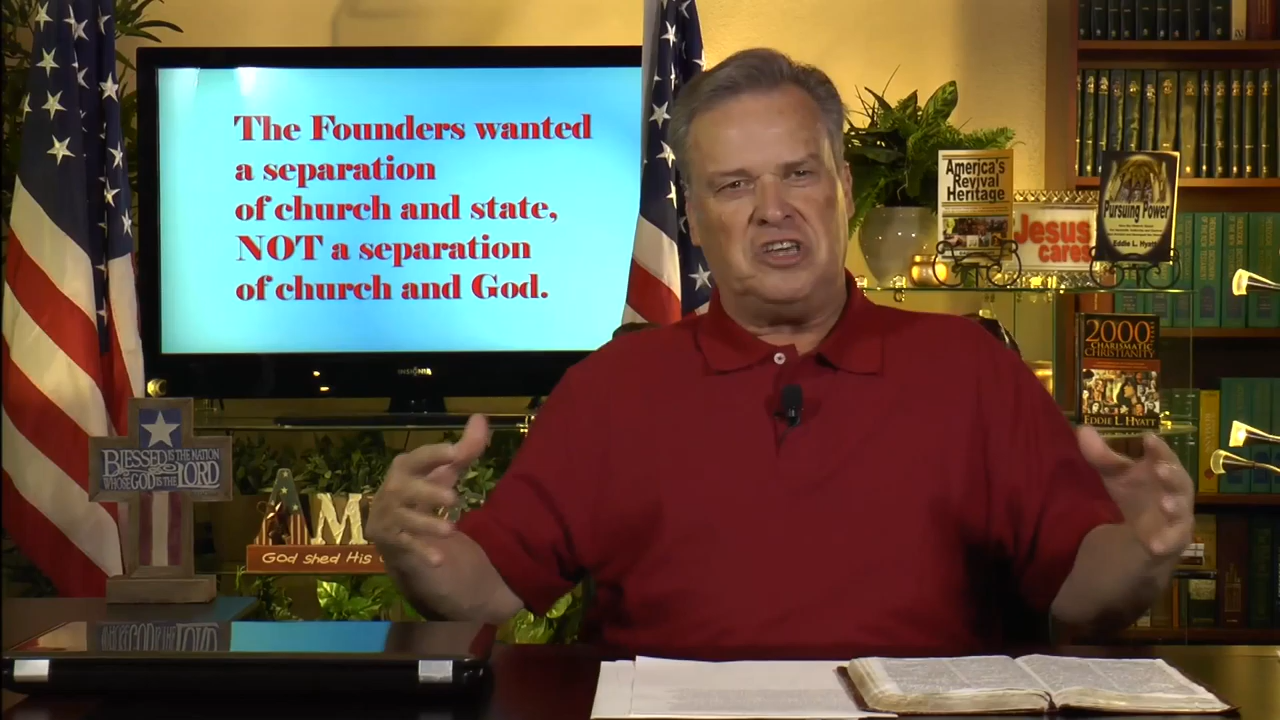 The Founders wanted
a separation
of church and state,
NOT a separation
of church and God.
INSIGNIA
BLESSED IS THE NATION
WHOSE GOD IS THE LORD
AM
God shed His
America's
Revival
Heritage
Jesus
cares
Pursuing Power
Eddie L. Hyatt
2000
CHARISMATIC
CHRISTIANITY
EDDIE L. HYATT